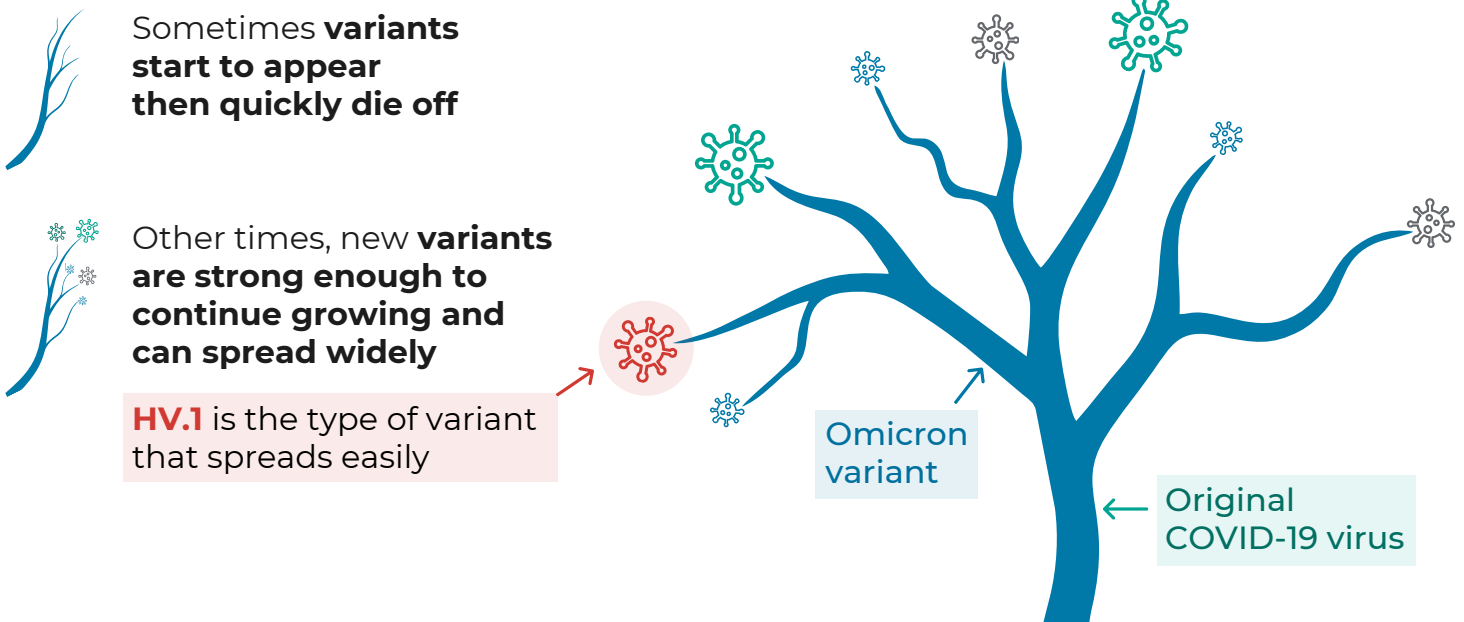 Sometimes variants
start to appear
then quickly die off
Other times, new variants
are strong enough to
continue growing and
can spread widely
HV.1 is the type of variant
that spreads easily
Omicron
variant
Original
COVID-19 virus